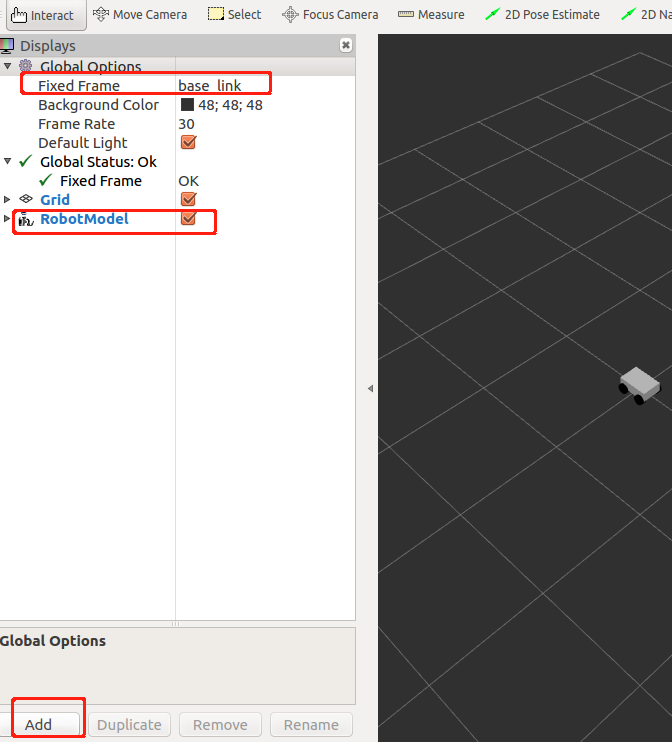 Interact Move Camera Select Focus Camera Measure 2D Pose Estimate 2D Na
Displays
Global Options
Fixed Frame base_link
Background Color 48; 48; 48
Frame Rate 30
Default Light
Global Status: Ok
Fixed Frame OK
Grid
RobotModel
Global Options
Add Duplicate Remove Rename